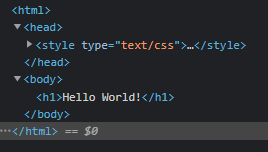 <html>
<head>
<style type="text/css">…</style>
</head>
<body>
<h1>Hello World!</h1>
</body>
</html> == $0